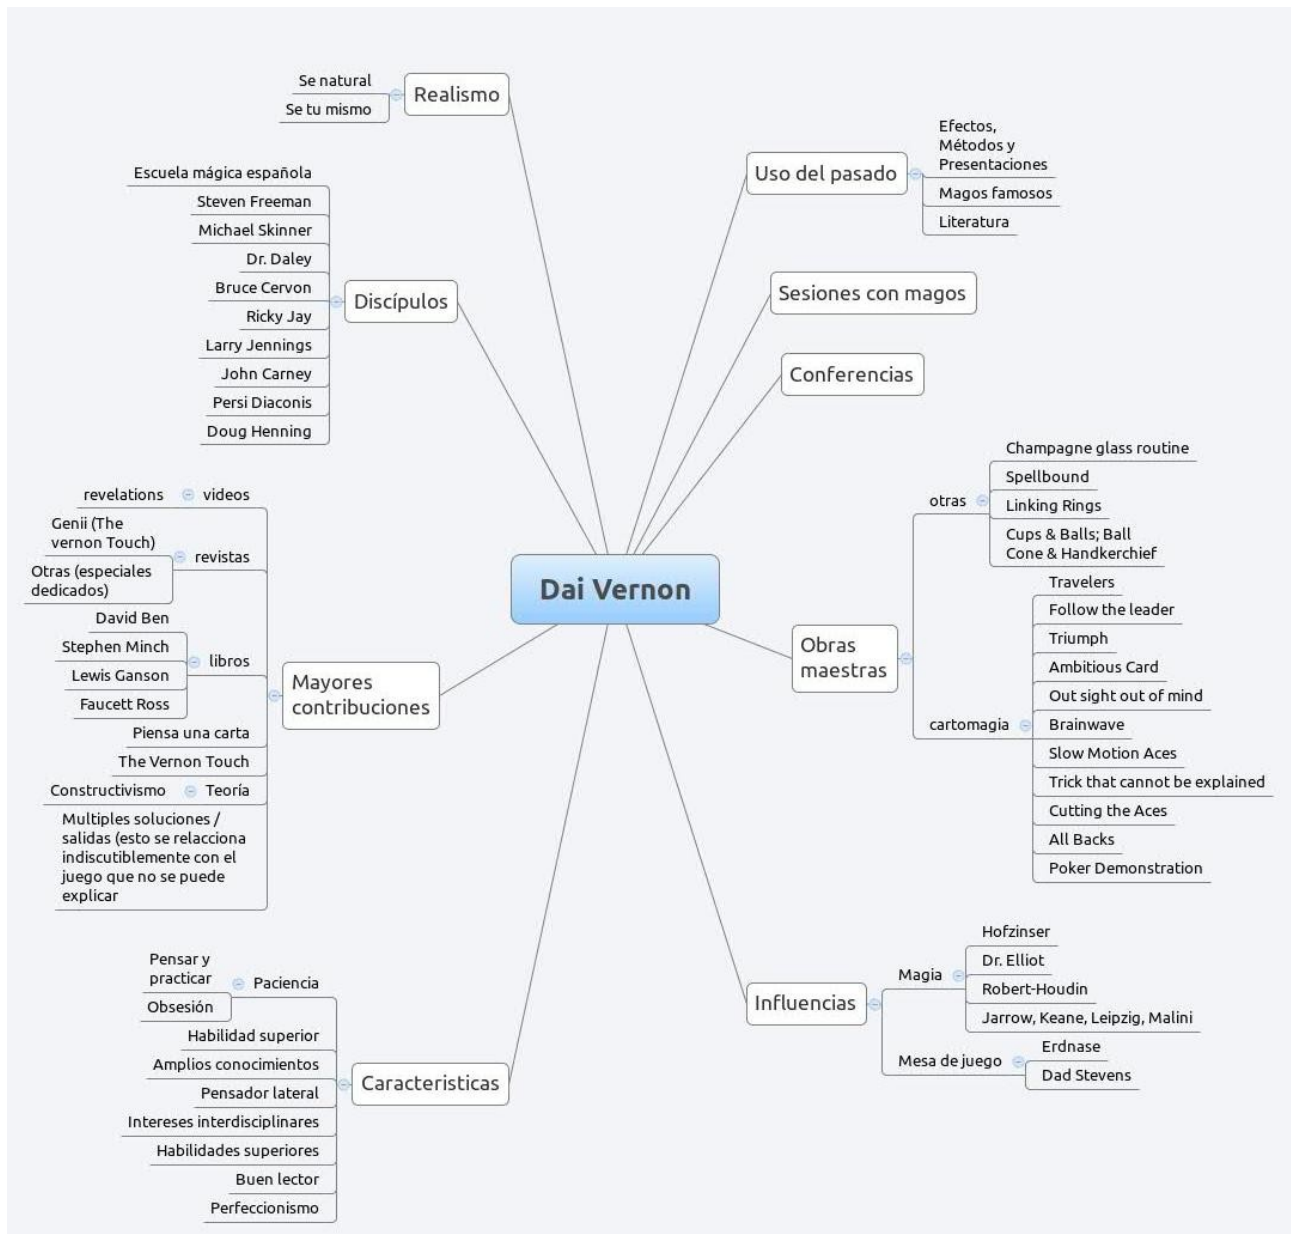 Dai Vernon
Realismo
Se natural
Se tu mismo
Discípulos
Escuela mágica española
Steven Freeman
Michael Skinner
Dr. Daley
Bruce Cervon
Ricky Jay
Larry Jennings
John Carney
Persi Diaconis
Doug Henning
Mayores
contribuciones
videos
revelations
revistas
Genii (The
vernon Touch)
Otras (especiales
dedicados)
libros
David Ben
Stephen Minch
Lewis Ganson
Faucett Ross
Piensa una carta
The Vernon Touch
Teoría
Constructivismo
Multiples soluciones /
salidas (esto se relacciona
indiscutiblemente con el
juego que no se puede
explicar
Caracteristicas
Paciencia
Pensar y
practicar
Obsesión
Habilidad superior
Amplios conocimientos
Pensador lateral
Intereses interdisciplinares
Habilidades superiores
Buen lector
Perfeccionismo
Uso del pasado
Efectos,
Métodos y
Presentaciones
Magos famosos
Literatura
Sesiones con magos
Conferencias
Obras
maestras
otras
Champagne glass routine
Spellbound
Linking Rings
Cups & Balls; Ball
Cone & Handkerchief
cartomagia
Travelers
Follow the leader
Triumph
Ambitious Card
Out sight out of mind
Brainwave
Slow Motion Aces
Trick that cannot be explained
Cutting the Aces
All Backs
Poker Demonstration
Influencias
Magia
Hofzinser
Dr. Elliot
Robert-Houdin
Jarrow, Keane, Leipzig, Malini
Mesa de juego
Erdnase
Dad Stevens